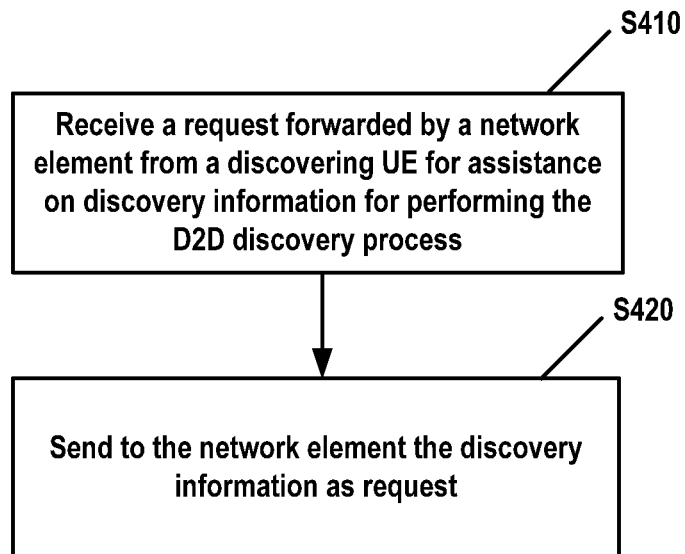 S410
Receive a request forwarded by a network
element from a discovering UE for assistance
on discovery information for performing the
D2D discovery process
S420
Send to the network element the discovery
information as request